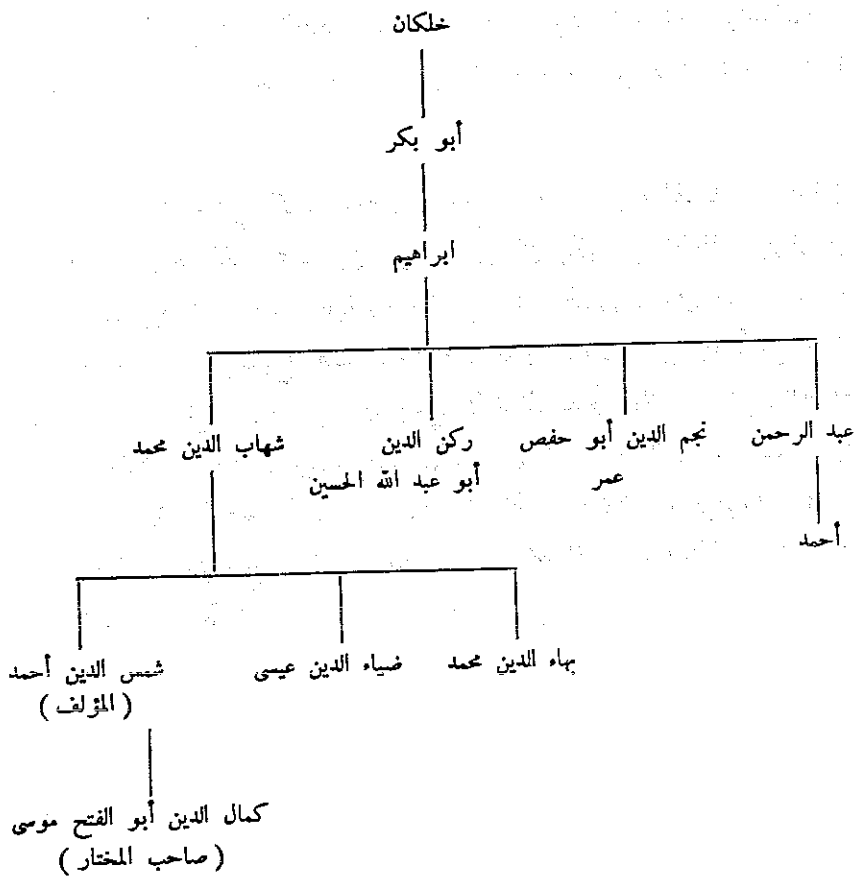 خلكان
أبو بكر
ابراهيم
عبد الرحمن
نجم الدين أبو حفص
عمر
ركن الدين
أبو عبد الله الحسين
شهاب الدين محمد
أحمد
بهاء الدين محمد
ضياء الدين عيسى
شمس الدين أحمد
( المؤلف )
كمال الدين أبو الفتح موسى
( صاحب المختار )